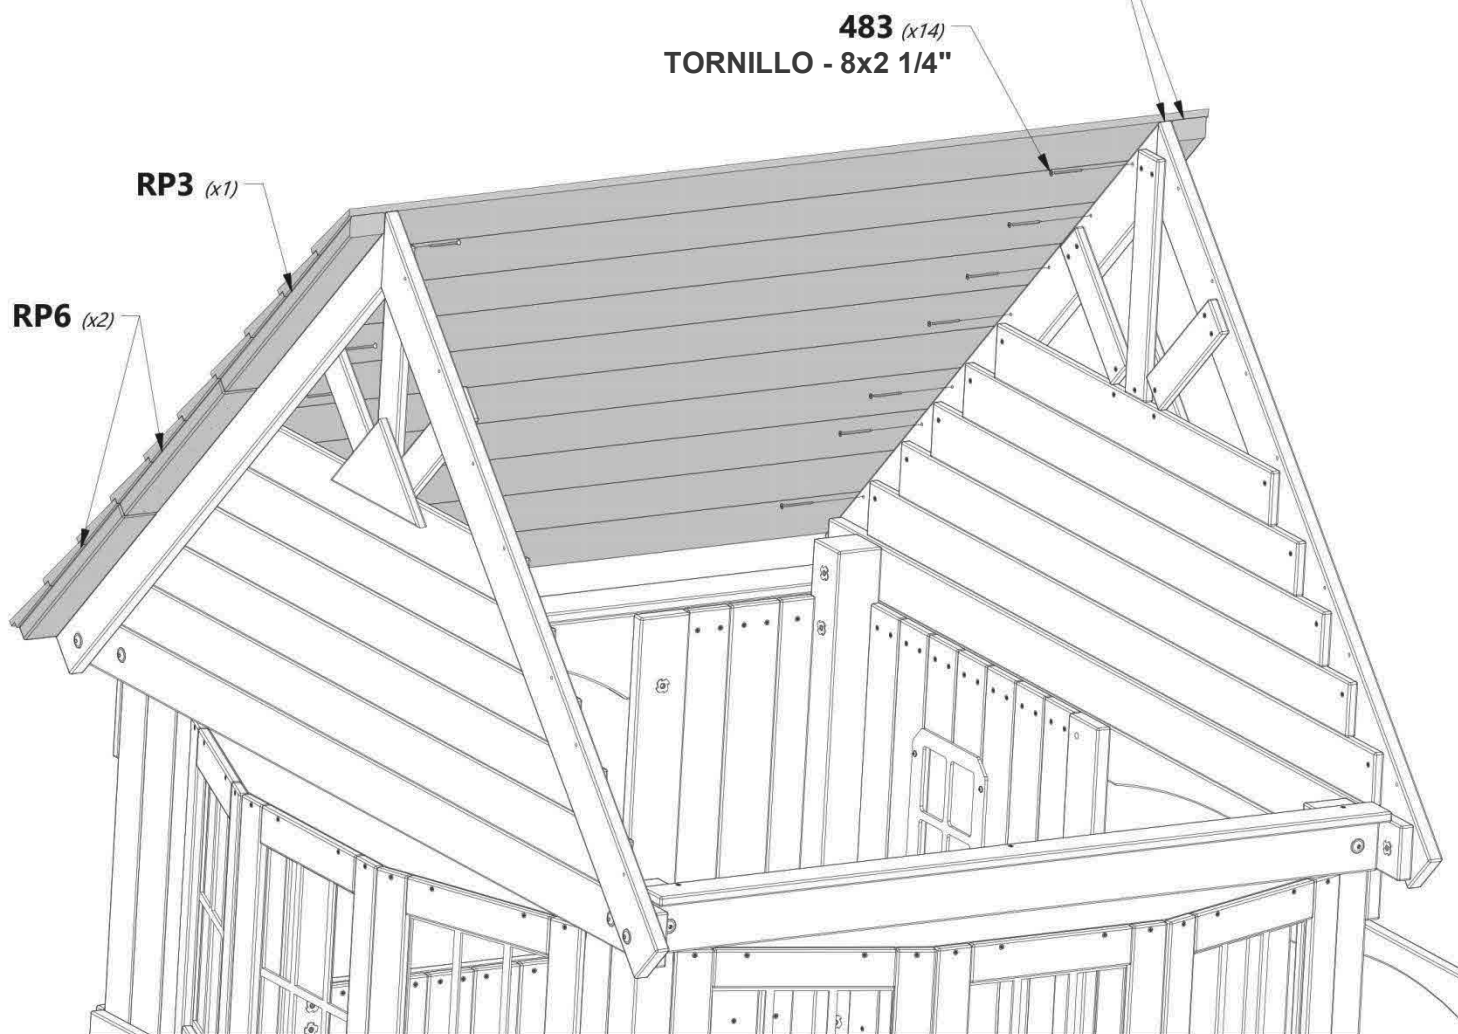 483 (x14)
TORNILLO - 8x2 1/4"
RP3 (x1)
RP6 (x2)